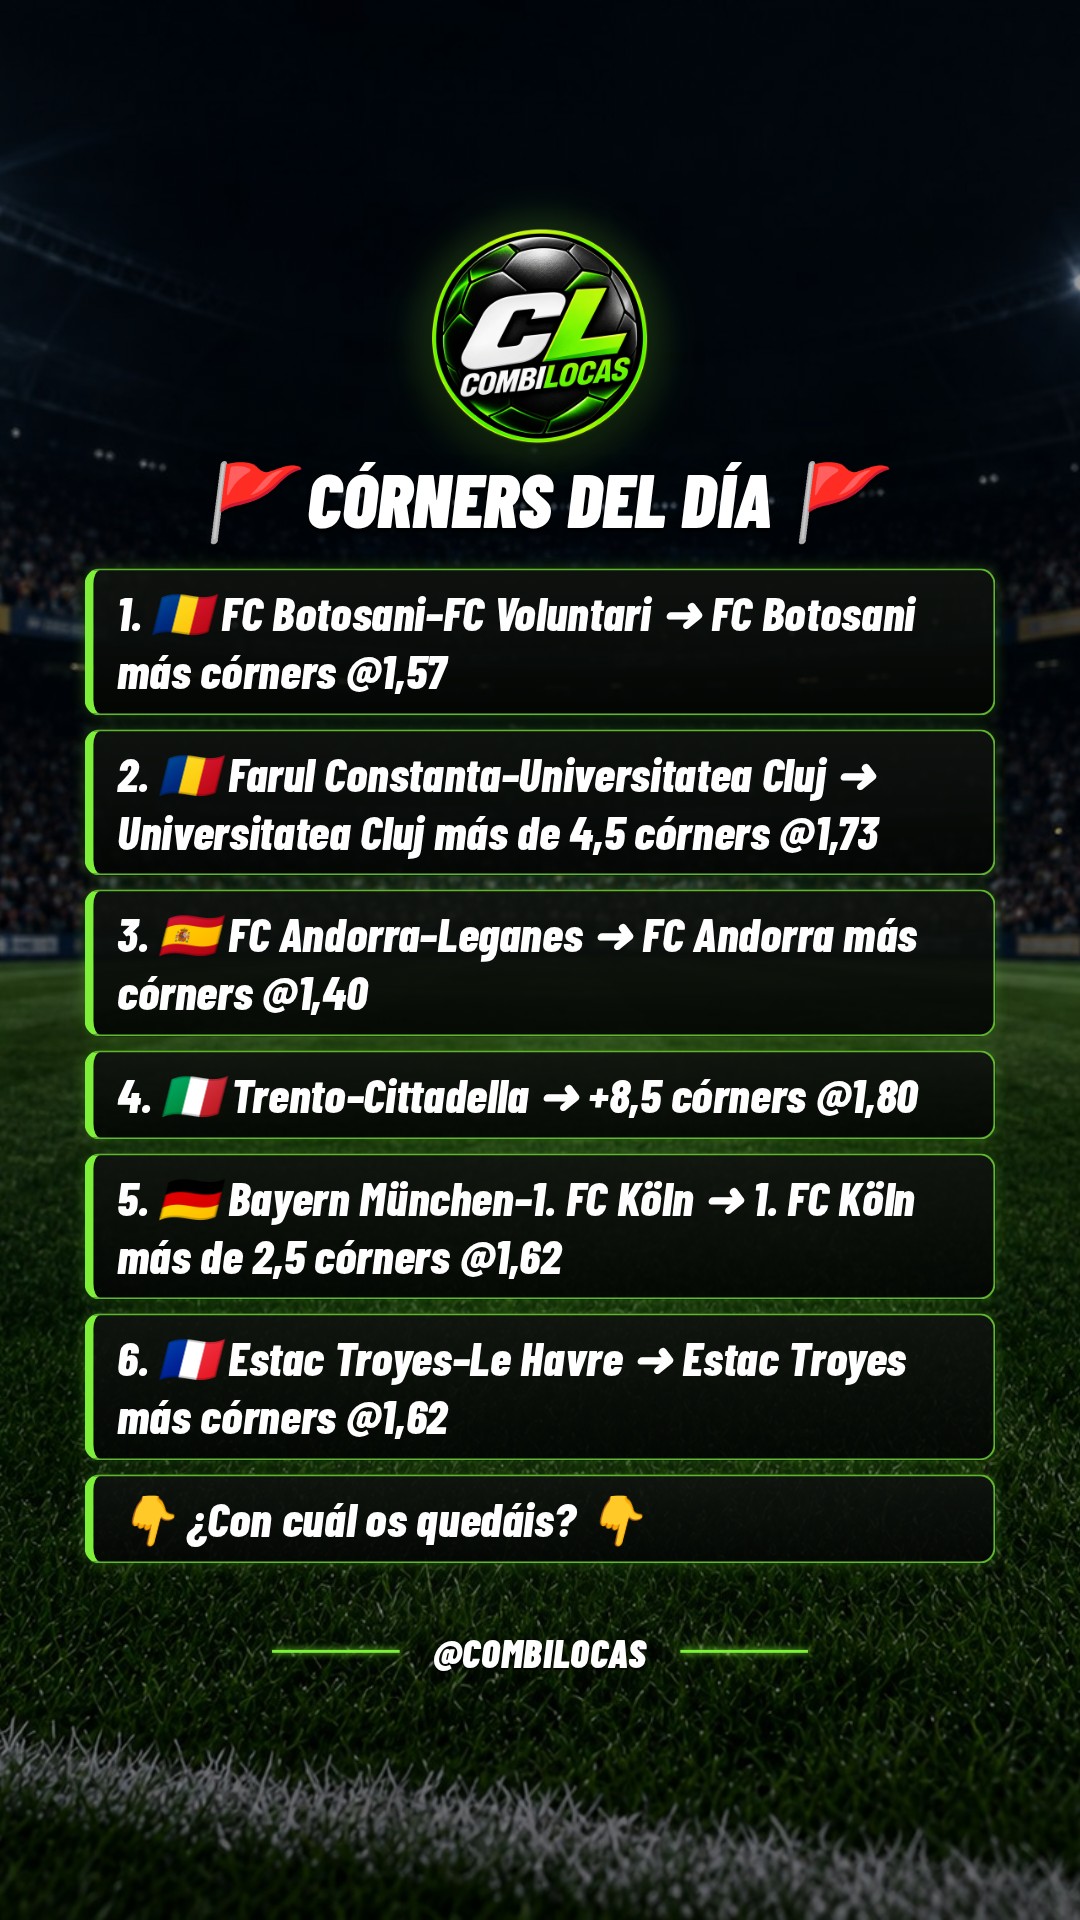 CL
COMBILOCAS
🚩 CÓRNERS DEL DÍA 🚩
1. 🇷🇴 FC Botosani-FC Voluntari ➜ FC Botosani
más córners @1,57
2. 🇷🇴 Farul Constanta-Universitatea Cluj ➜
Universitatea Cluj más de 4,5 córners @1,73
3. 🇪🇸 FC Andorra-Leganes ➜ FC Andorra más
córners @1,40
4. 🇮🇹 Trento-Cittadella ➜ +8,5 córners @1,80
5. 🇩🇪 Bayern München-1. FC Köln ➜ 1. FC Köln
más de 2,5 córners @1,62
6. 🇫🇷 Estac Troyes-Le Havre ➜ Estac Troyes
más córners @1,62
👇 ¿Con cuál os quedáis? 👇
@COMBILOCAS